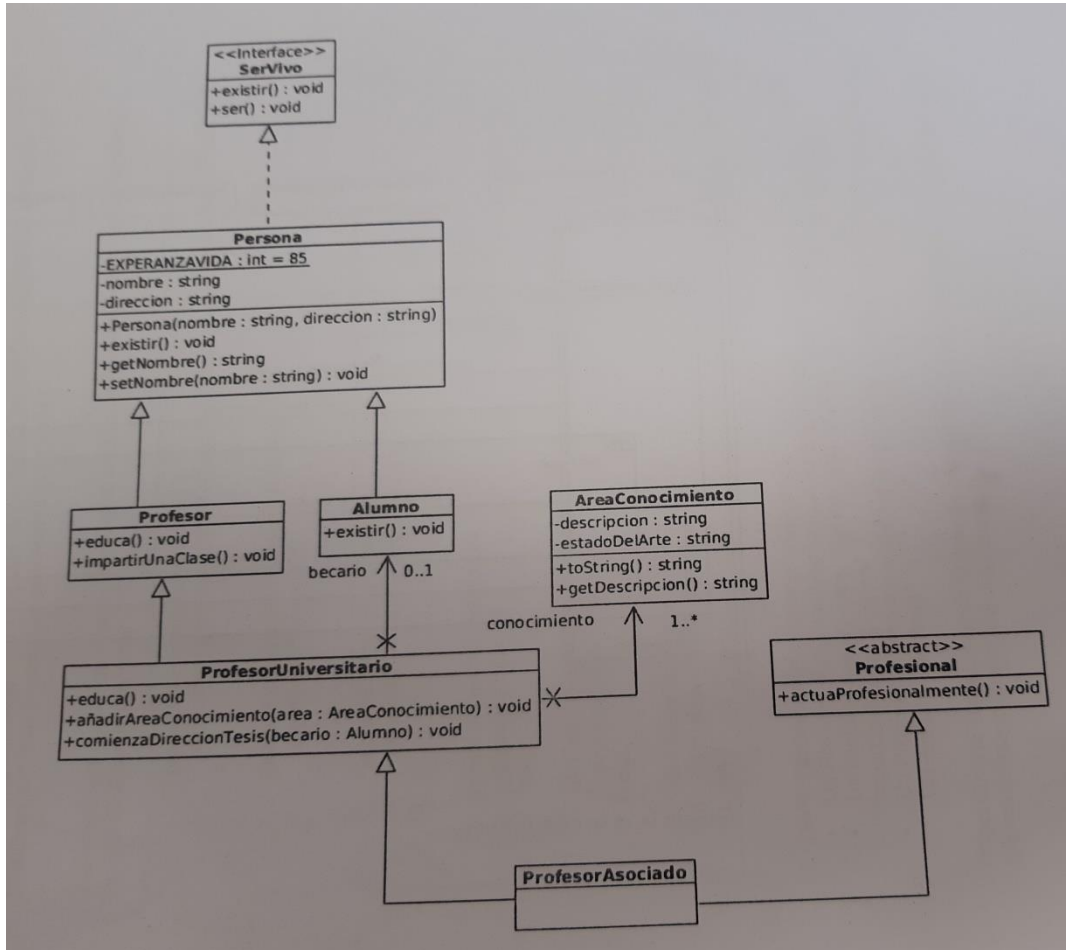 <<Interface>>
SerVivo
+existir() : void
+ser() : void
Persona
-EXPERANZAVIDA : int = 85
-nombre : string
-direccion : string
+Persona(nombre : string, direccion : string)
+existir() : void
+getNombre() : string
+setNombre(nombre : string) : void
Profesor
+educa() : void
+impartirUnaClase() : void
Alumno
+existir() : void
becario
0..1
AreaConocimiento
-descripcion : string
-estadoDelArte : string
+toString() : string
+getDescripcion() : string
conocimiento
1..*
ProfesorUniversitario
+educa() : void
+añadirAreaConocimiento(area : AreaConocimiento) : void
+comienzaDireccionTesis(becario : Alumno) : void
<<abstract>>
Profesional
+actuaProfesionalmente() : void
ProfesorAsociado